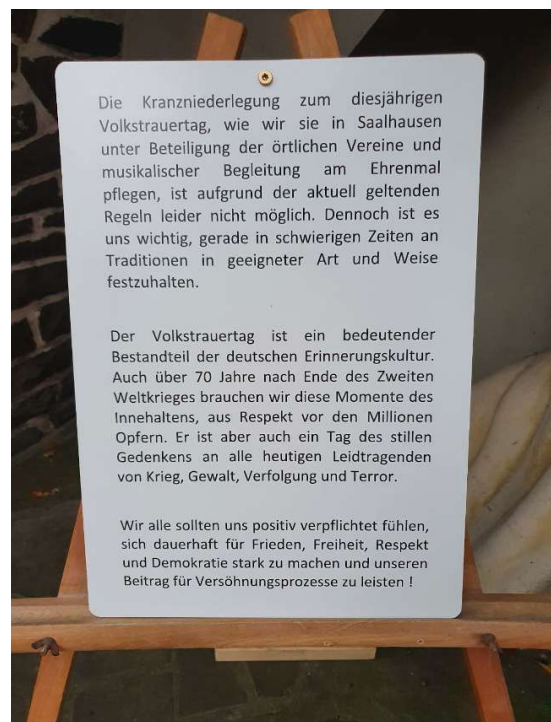 Die Kranzniederlegung zum diesjährigen
Volkstrauertag, wie wir sie in Saalhausen
unter Beteiligung der örtlichen Vereine und
musikalischer Begleitung am Ehrenmal
pflegen, ist aufgrund der aktuell geltenden
Regeln leider nicht möglich. Dennoch ist es
uns wichtig, gerade in schwierigen Zeiten an
Traditionen in geeigneter Art und Weise
festzuhalten.
Der Volkstrauertag ist ein bedeutender
Bestandteil der deutschen Erinnerungskultur.
Auch über 70 Jahre nach Ende des Zweiten
Weltkrieges brauchen wir diese Momente des
Innehaltens, aus Respekt vor den Millionen
Opfern. Er ist aber auch ein Tag des stillen
Gedenkens an alle heutigen Leidtragenden
von Krieg, Gewalt, Verfolgung und Terror.
Wir alle sollten uns positiv verpflichtet fühlen,
sich dauerhaft für Frieden, Freiheit, Respekt
und Demokratie stark zu machen und unseren
Beitrag für Versöhnungsprozesse zu leisten !